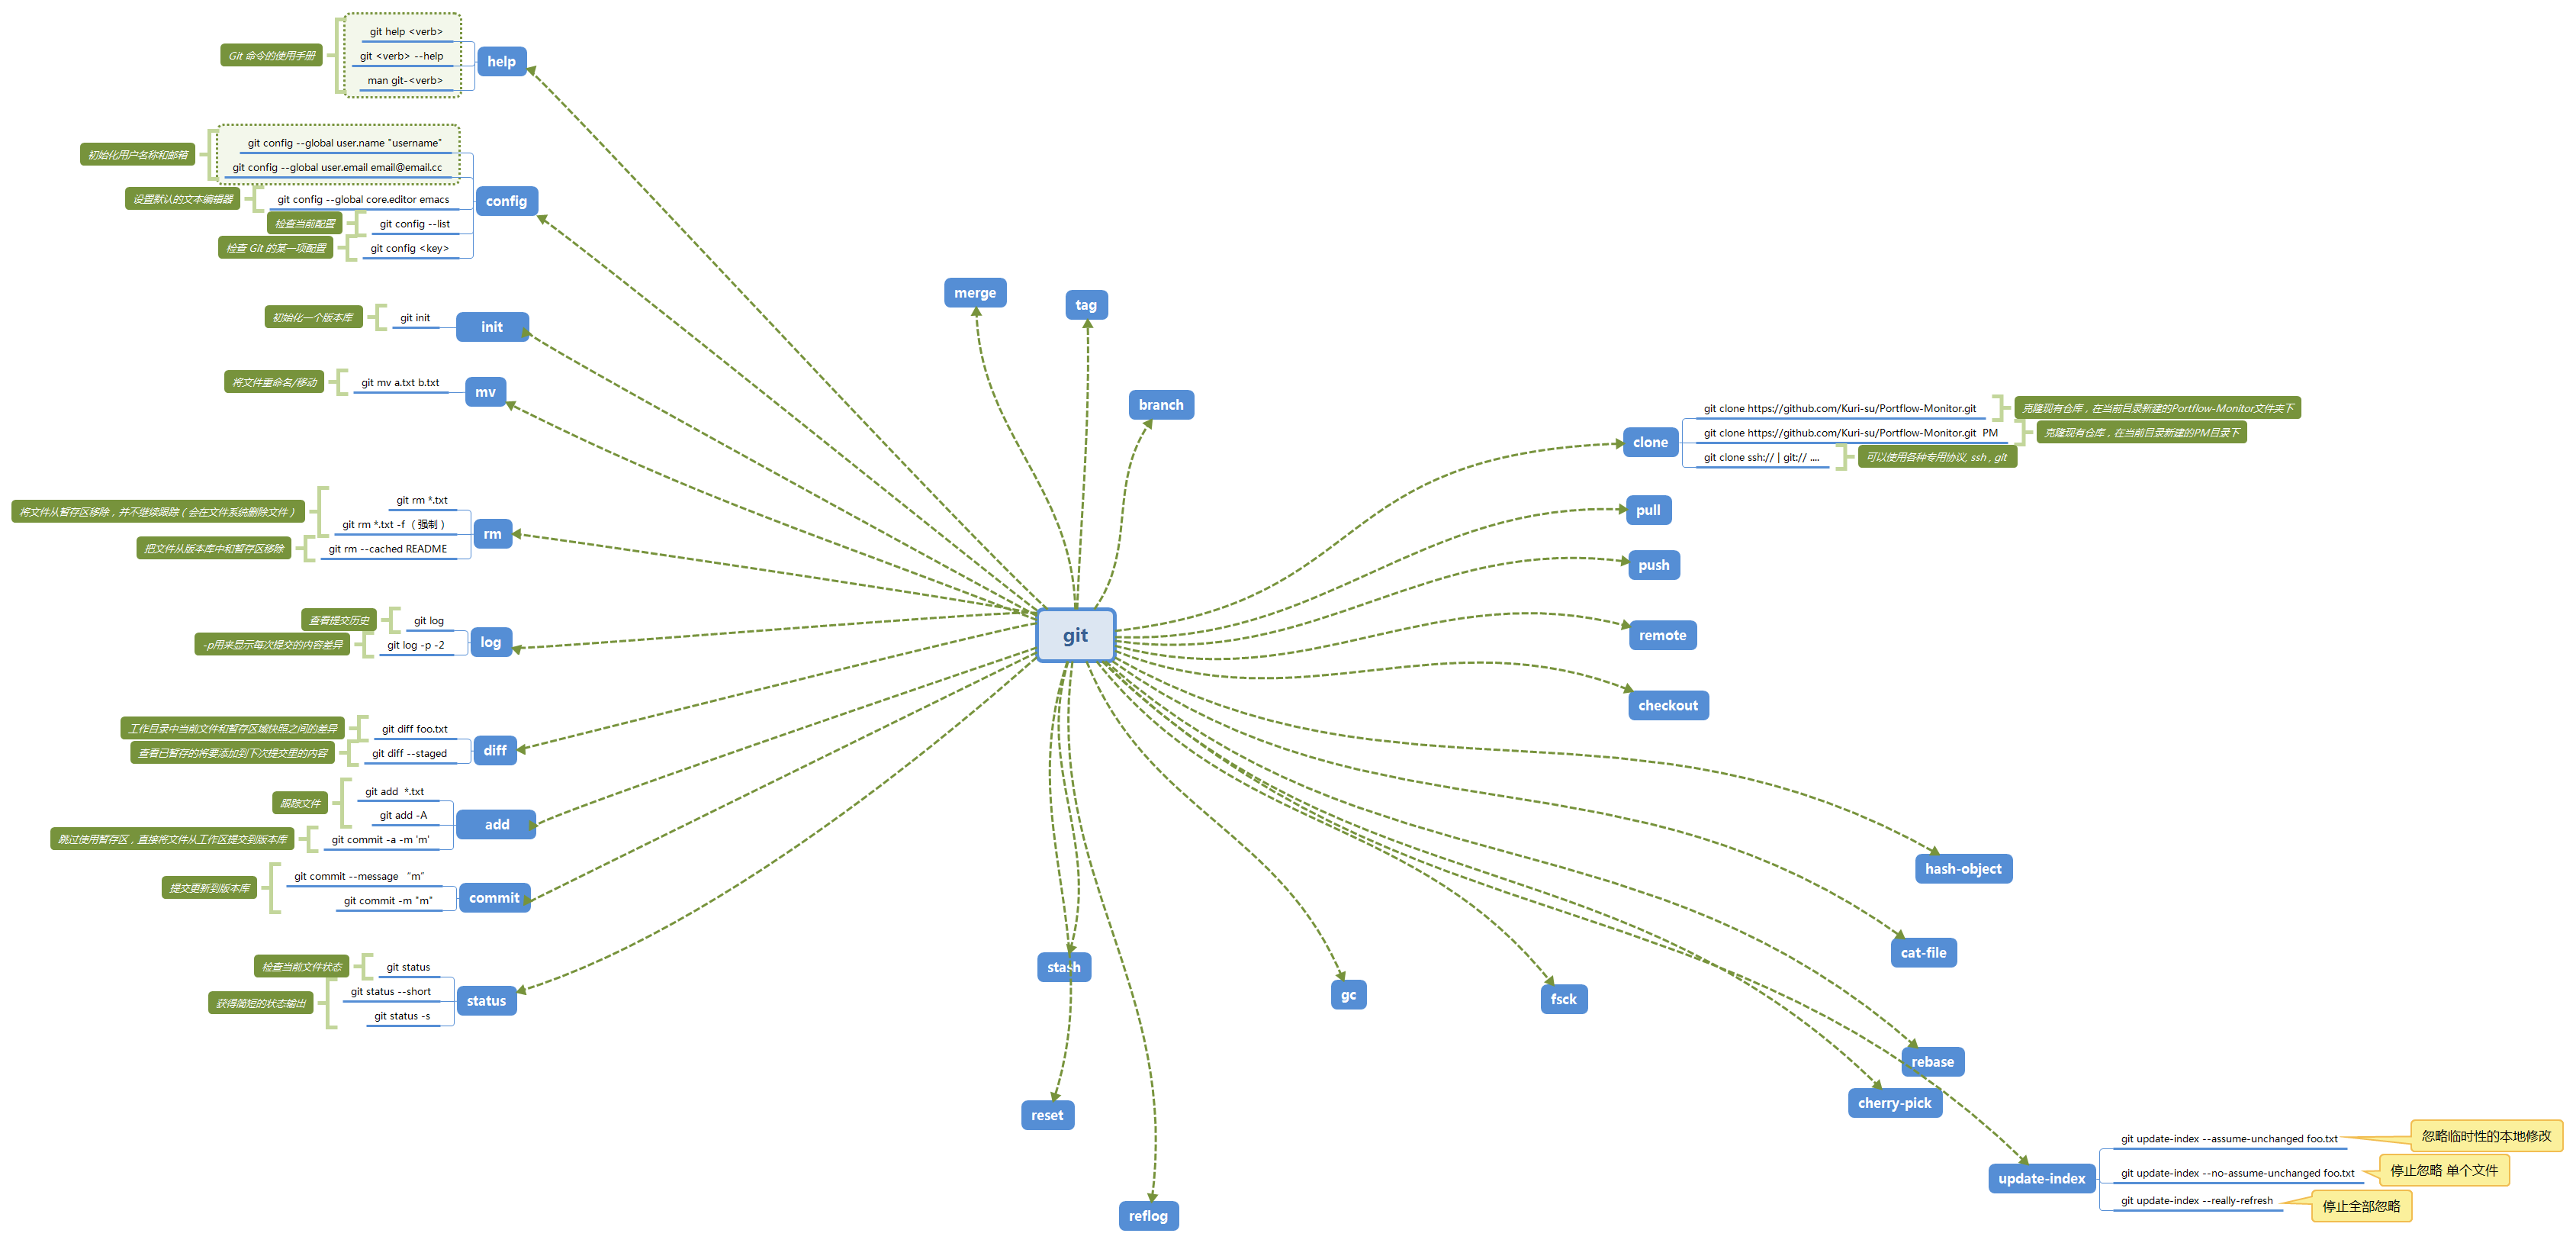 git help <verb>
git <verb> --help
man git-<verb>
Git 命令的使用手册
help
git config --global user.name "username"
git config --global user.email email@email.cc
初始化用户名称和邮箱
git config --global core.editor emacs
设置默认的文本编辑器
git config --list
检查当前配置
git config <key>
检查 Git 的某一项配置
config
git init
初始化一个版本库
init
git mv a.txt b.txt
将文件重命名/移动
mv
git rm *.txt
git rm *.txt -f（强制）
将文件从暂存区移除，并不继续跟踪（会在文件系统删除文件）
git rm --cached README
把文件从版本库中和暂存区移除
rm
git log
查看提交历史
git log -p -2
-p用来显示每次提交的内容差异
log
git diff foo.txt
工作目录中当前文件和暂存区域快照之间的差异
git diff --staged
查看已暂存的将要添加到下次提交里的内容
diff
git add  *.txt
git add -A
跟踪文件
git commit -a -m 'm'
跳过使用暂存区，直接将文件从工作区提交到版本库
add
git commit --message  “m”
git commit -m "m"
提交更新到版本库
commit
git status
检查当前文件状态
git status --short
git status -s
获得简短的状态输出
status
merge
tag
branch
git
clone
git clone https://github.com/Kuri-su/Portflow-Monitor.git
克隆现有仓库，在当前目录新建的Portflow-Monitor文件夹下
git clone https://github.com/Kuri-su/Portflow-Monitor.git  PM
克隆现有仓库，在当前目录新建的PM目录下
git clone ssh:// | git:// ....
可以使用各种专用协议, ssh , git
pull
push
remote
checkout
hash-object
cat-file
rebase
cherry-pick
update-index
git update-index --assume-unchanged foo.txt
忽略临时性的本地修改
git update-index --no-assume-unchanged foo.txt
停止忽略 单个文件
git update-index --really-refresh
停止全部忽略
stash
gc
fsck
reset
reflog